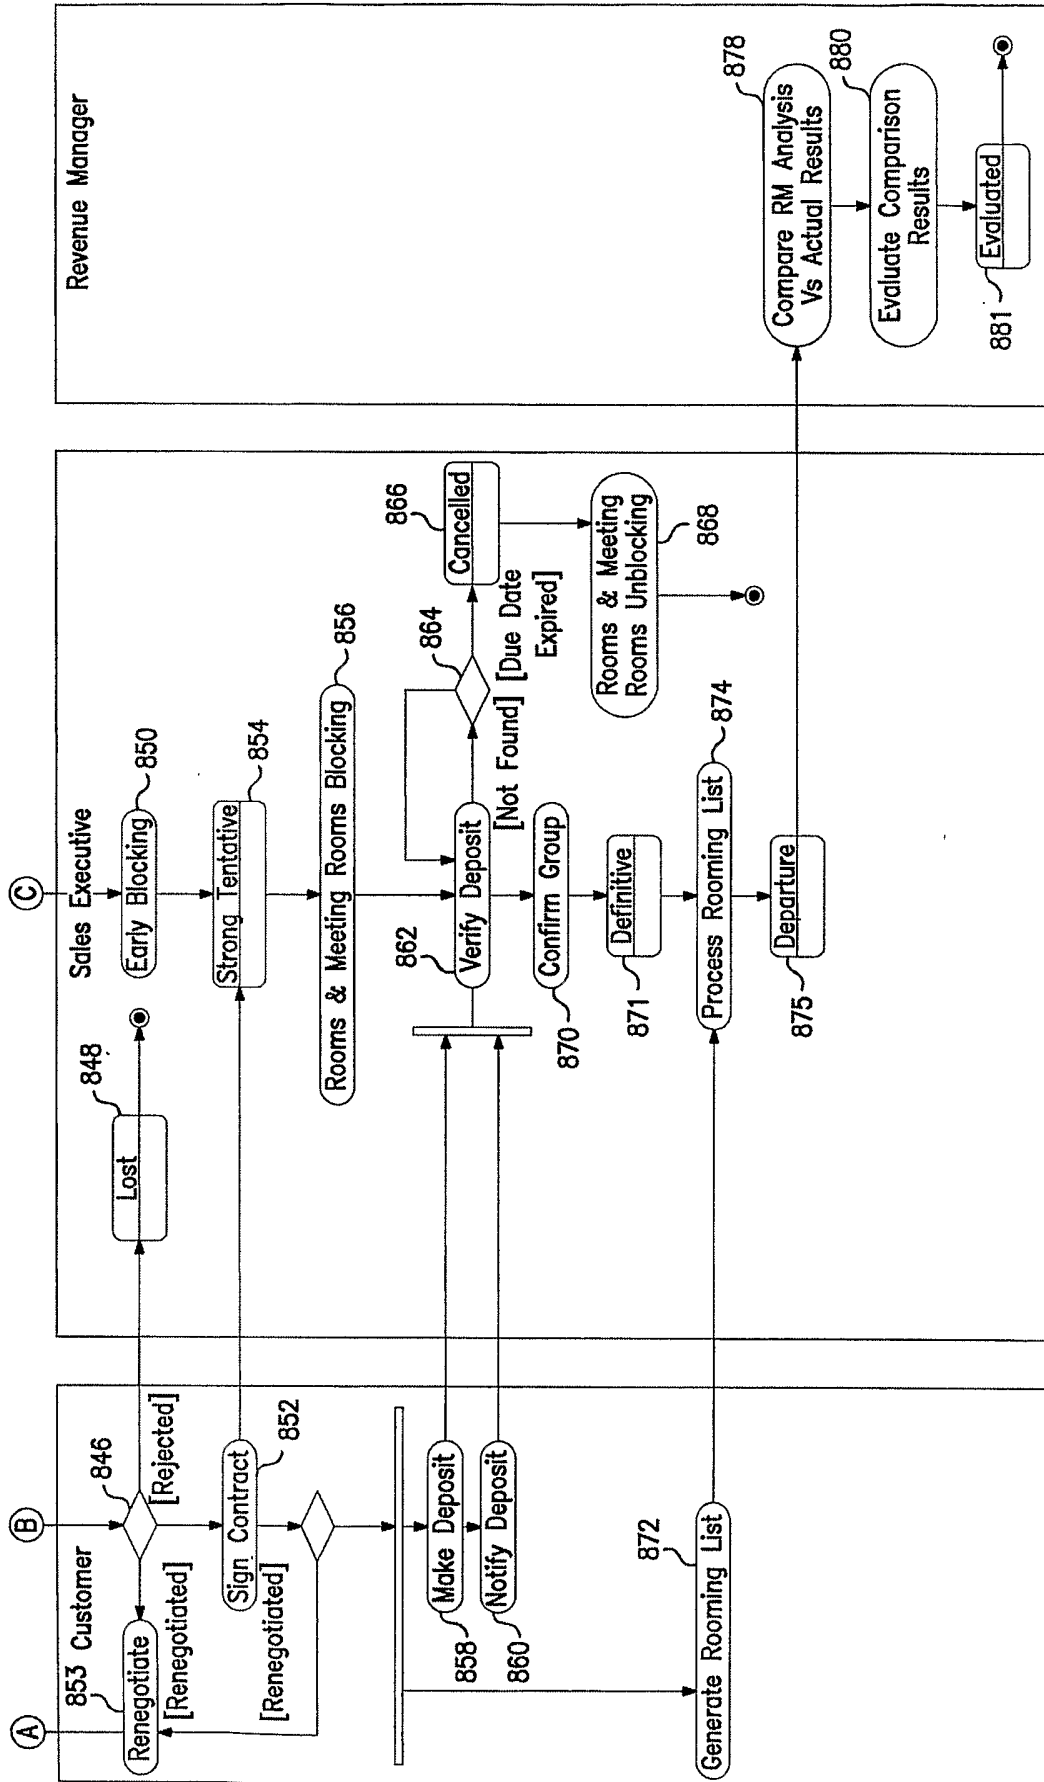 A
B
C
853 Customer
846
Renegotiate
[Renegotiated]
[Rejected]
Sign Contract
852
[Renegotiated]
Make Deposit
858
Notify Deposit
860
872
Generate Rooming List
Sales Executive
848
Lost
Early Blocking
850
Strong Tentative
854
Rooms & Meeting Rooms Blocking
856
862
Verify Deposit
864
[Not Found]
[Due Date
Expired]
866
Cancelled
Rooms & Meeting
Rooms Unblocking
868
Confirm Group
870
Definitive
871
Process Rooming List
874
Departure
875
Revenue Manager
878
Compare RM Analysis
Vs Actual Results
880
Evaluate Comparison
Results
Evaluated
881